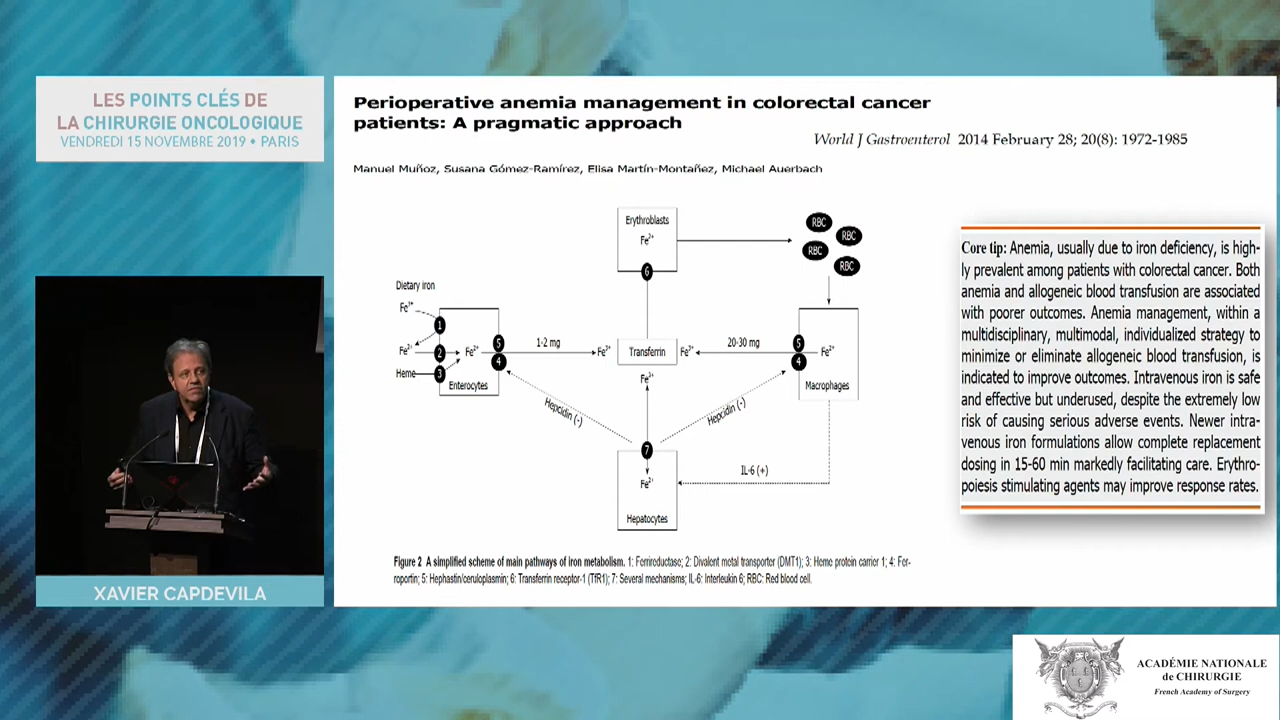 LES POINTS CLÉS DE
LA CHIRURGIE ONCOLOGIQUE
VENDREDI 15 NOVEMBRE 2019 • PARIS
XAVIER CAPDEVILA
Perioperative anemia management in colorectal cancer
patients: A pragmatic approach
World J Gastroenterol 2014 February 28; 20(8): 1972-1985
Manuel Muñoz, Susana Gómez-Ramírez, Elisa Martín-Montañez, Michael Auerbach
Erythroblasts
Fe²⁺
6
RBC
RBC
RBC
RBC
Dietary iron
Fe³⁺
1
Fe²⁺
2
Fe²⁺
Heme
3
Enterocytes
5
4
1-2 mg
Fe³⁺
Transferrin
Fe³⁺
20-30 mg
5
4
Fe²⁺
Macrophages
Fe³⁺
Hepcidin (-)
Hepcidin (-)
7
Fe²⁺
Hepatocytes
IL-6 (+)
Figure 2 A simplified scheme of main pathways of iron metabolism. 1: Ferrireductase; 2: Divalent metal transporter (DMT1); 3: Heme protein carrier 1; 4: Fer-
roportin; 5: Hephastin/ceruloplasmin; 6: Transferrin receptor-1 (TfR1); 7: Several mechanisms; IL-6: Interleukin 6; RBC: Red blood cell.
Core tip: Anemia, usually due to iron deficiency, is high-
ly prevalent among patients with colorectal cancer. Both
anemia and allogeneic blood transfusion are associated
with poorer outcomes. Anemia management, within a
multidisciplinary, multimodal, individualized strategy to
minimize or eliminate allogeneic blood transfusion, is
indicated to improve outcomes. Intravenous iron is safe
and effective but underused, despite the extremely low
risk of causing serious adverse events. Newer intra-
venous iron formulations allow complete replacement
dosing in 15-60 min markedly facilitating care. Erythro-
poiesis stimulating agents may improve response rates.
ACADÉMIE NATIONALE
de CHIRURGIE
French Academy of Surgery